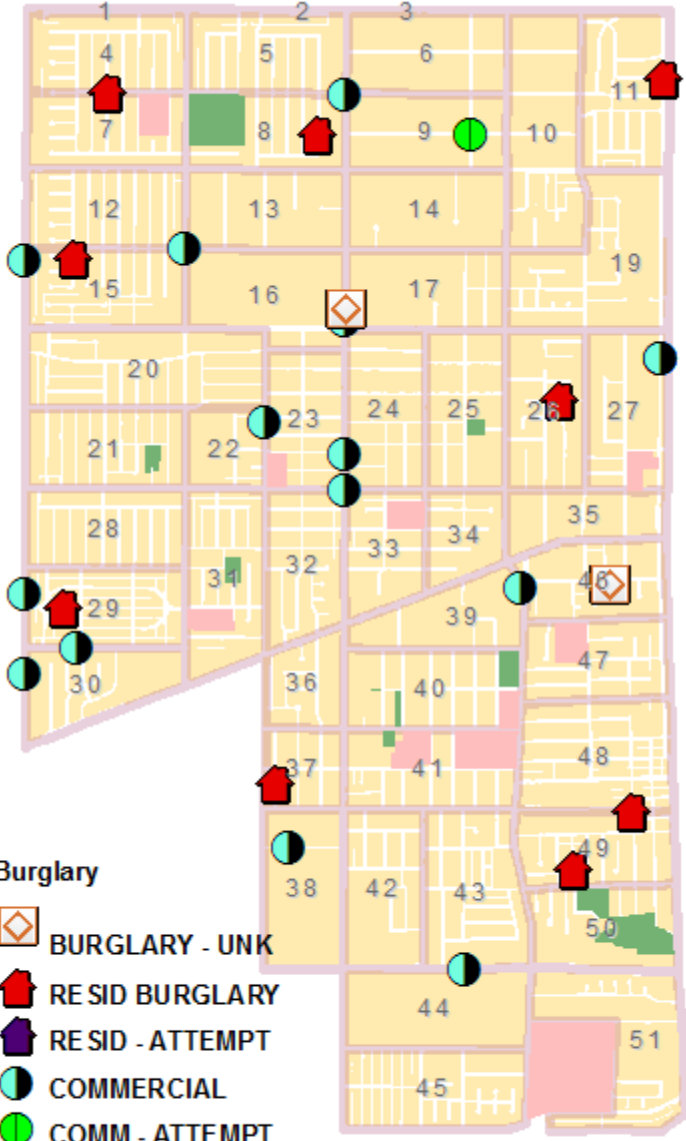 1 2 3
4 5 6
11
7 8 9 10
12 13 14
19
15 16 17
20
23 24 25 26 27
21 22
28 35
33 34
32
31
29 46
39
30 36 40 47
37 41 48
49
38 42 43
50
44
51
45
Burglary
BURGLARY - UNK
RESID BURGLARY
RESID - ATTEMPT
COMMERCIAL
COMM - ATTEMPT